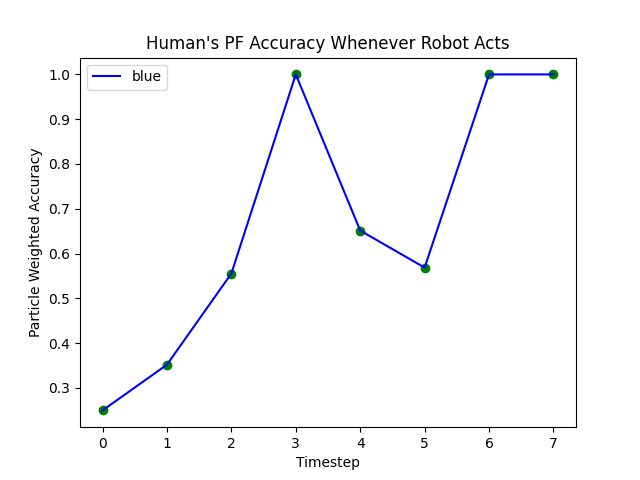 Human's PF Accuracy Whenever Robot Acts
blue
1.0
0.9
0.8
0.7
0.6
0.5
0.4
0.3
Particle Weighted Accuracy
0 1 2 3 4 5 6 7
Timestep